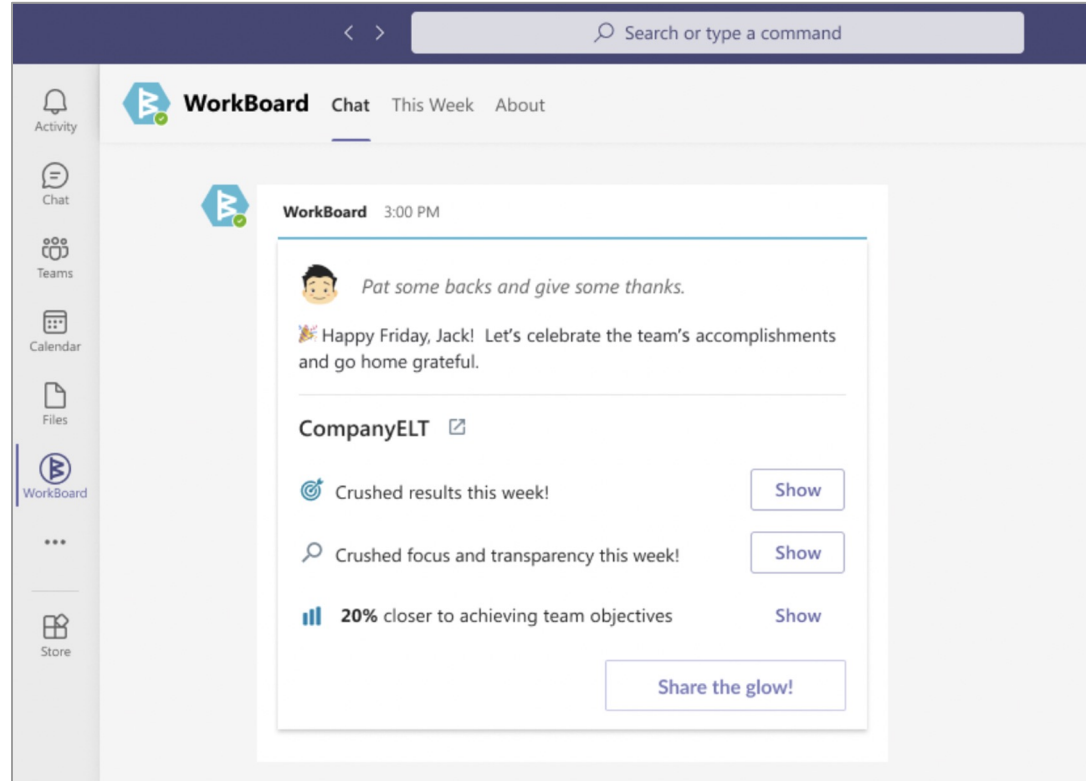 Search or type a command
Activity
Chat
Teams
Calendar
Files
WorkBoard
Store
WorkBoard Chat This Week About
WorkBoard 3:00 PM
Pat some backs and give some thanks.
Happy Friday, Jack! Let's celebrate the team's accomplishments
and go home grateful.
CompanyELT
Crushed results this week! Show
Crushed focus and transparency this week! Show
20% closer to achieving team objectives Show
Share the glow!